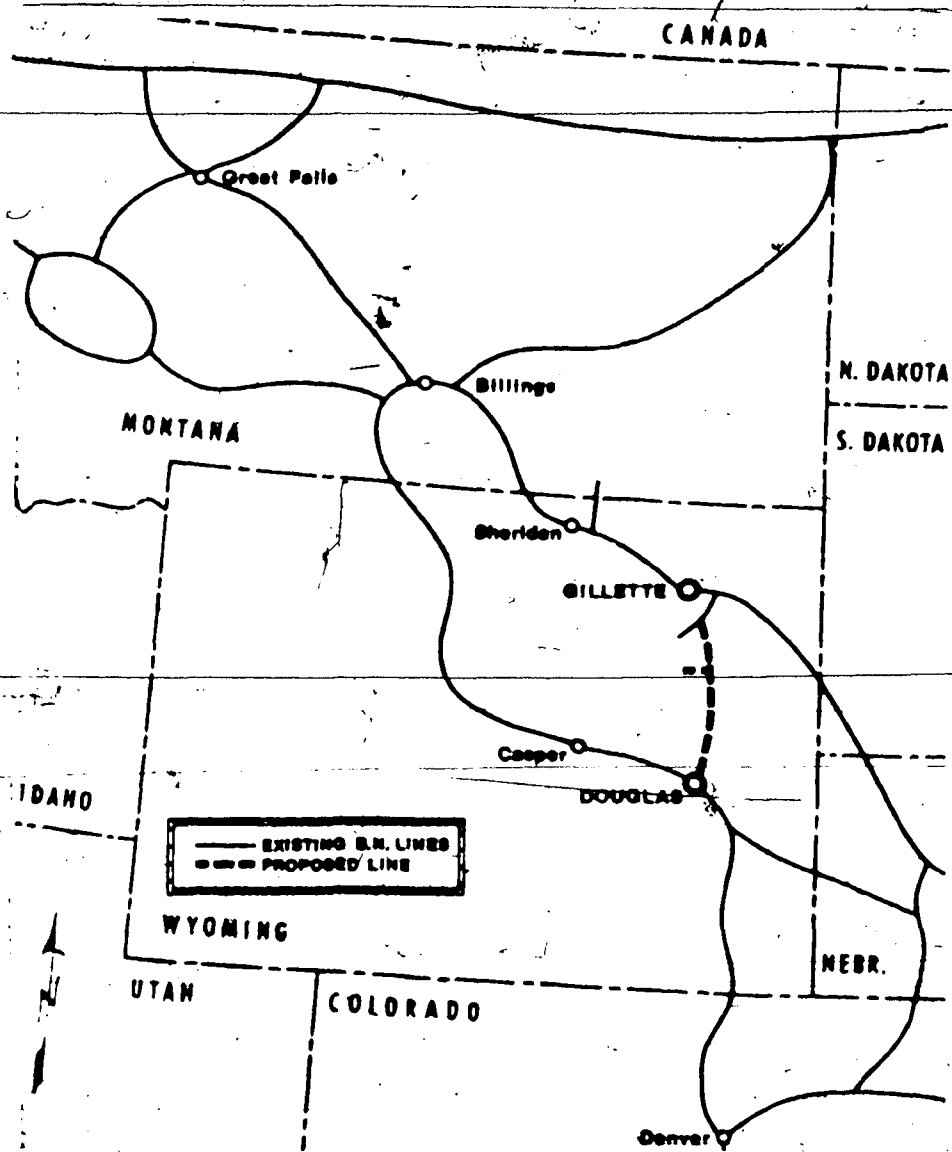 CANADA
Great Falls
N. DAKOTA
Billings
S. DAKOTA
MONTANA
Sheridan
GILLETTE
Casper
DOUGLAS
IDAHO
EXISTING B.N. LINES
PROPOSED LINE
WYOMING
NEBR.
UTAH
COLORADO
N
Denver